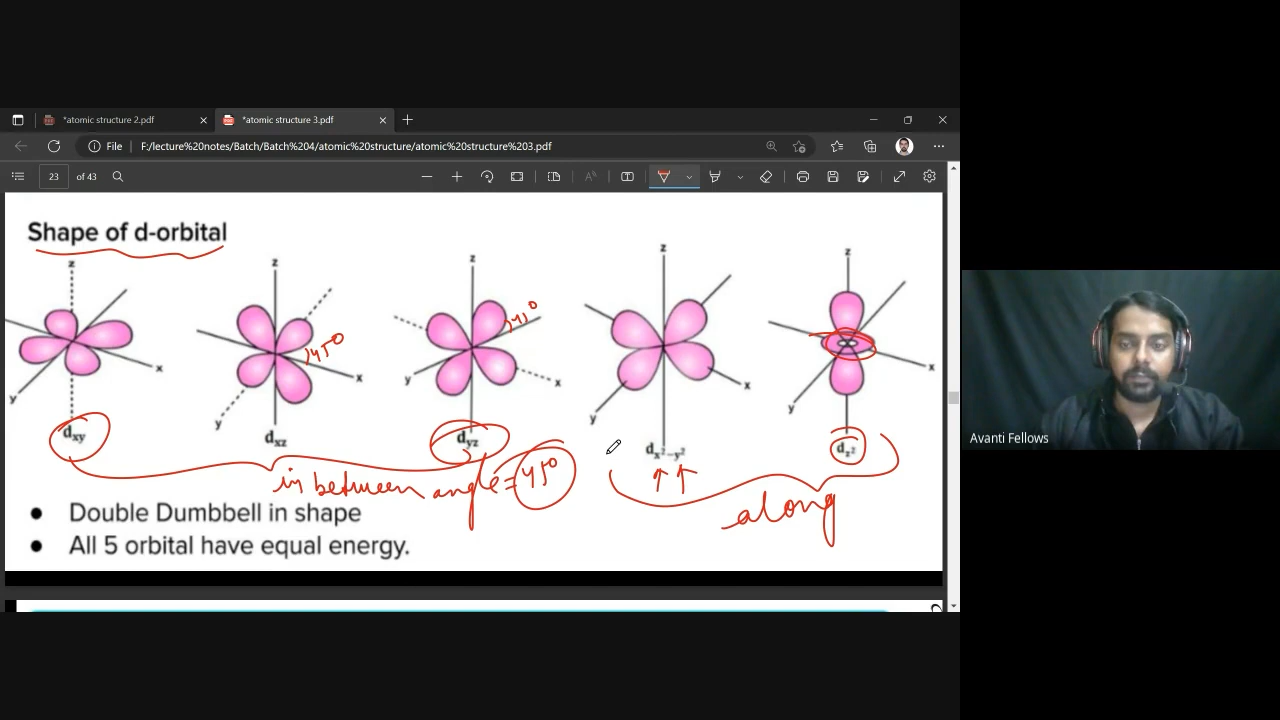 *atomic structure 2.pdf
*atomic structure 3.pdf
File
F:/lecture%20notes/Batch/Batch%204/atomic%20structure/atomic%20structure%203.pdf
23 of 43
Shape of d-orbital
z
z
z
z
z
45°
45°
x
x
x
x
x
y
y
y
y
y
dxy
dxz
dyz
dx²-y²
dz²
in between angle = 45°
along
• Double Dumbbell in shape
• All 5 orbital have equal energy.
Avanti Fellows